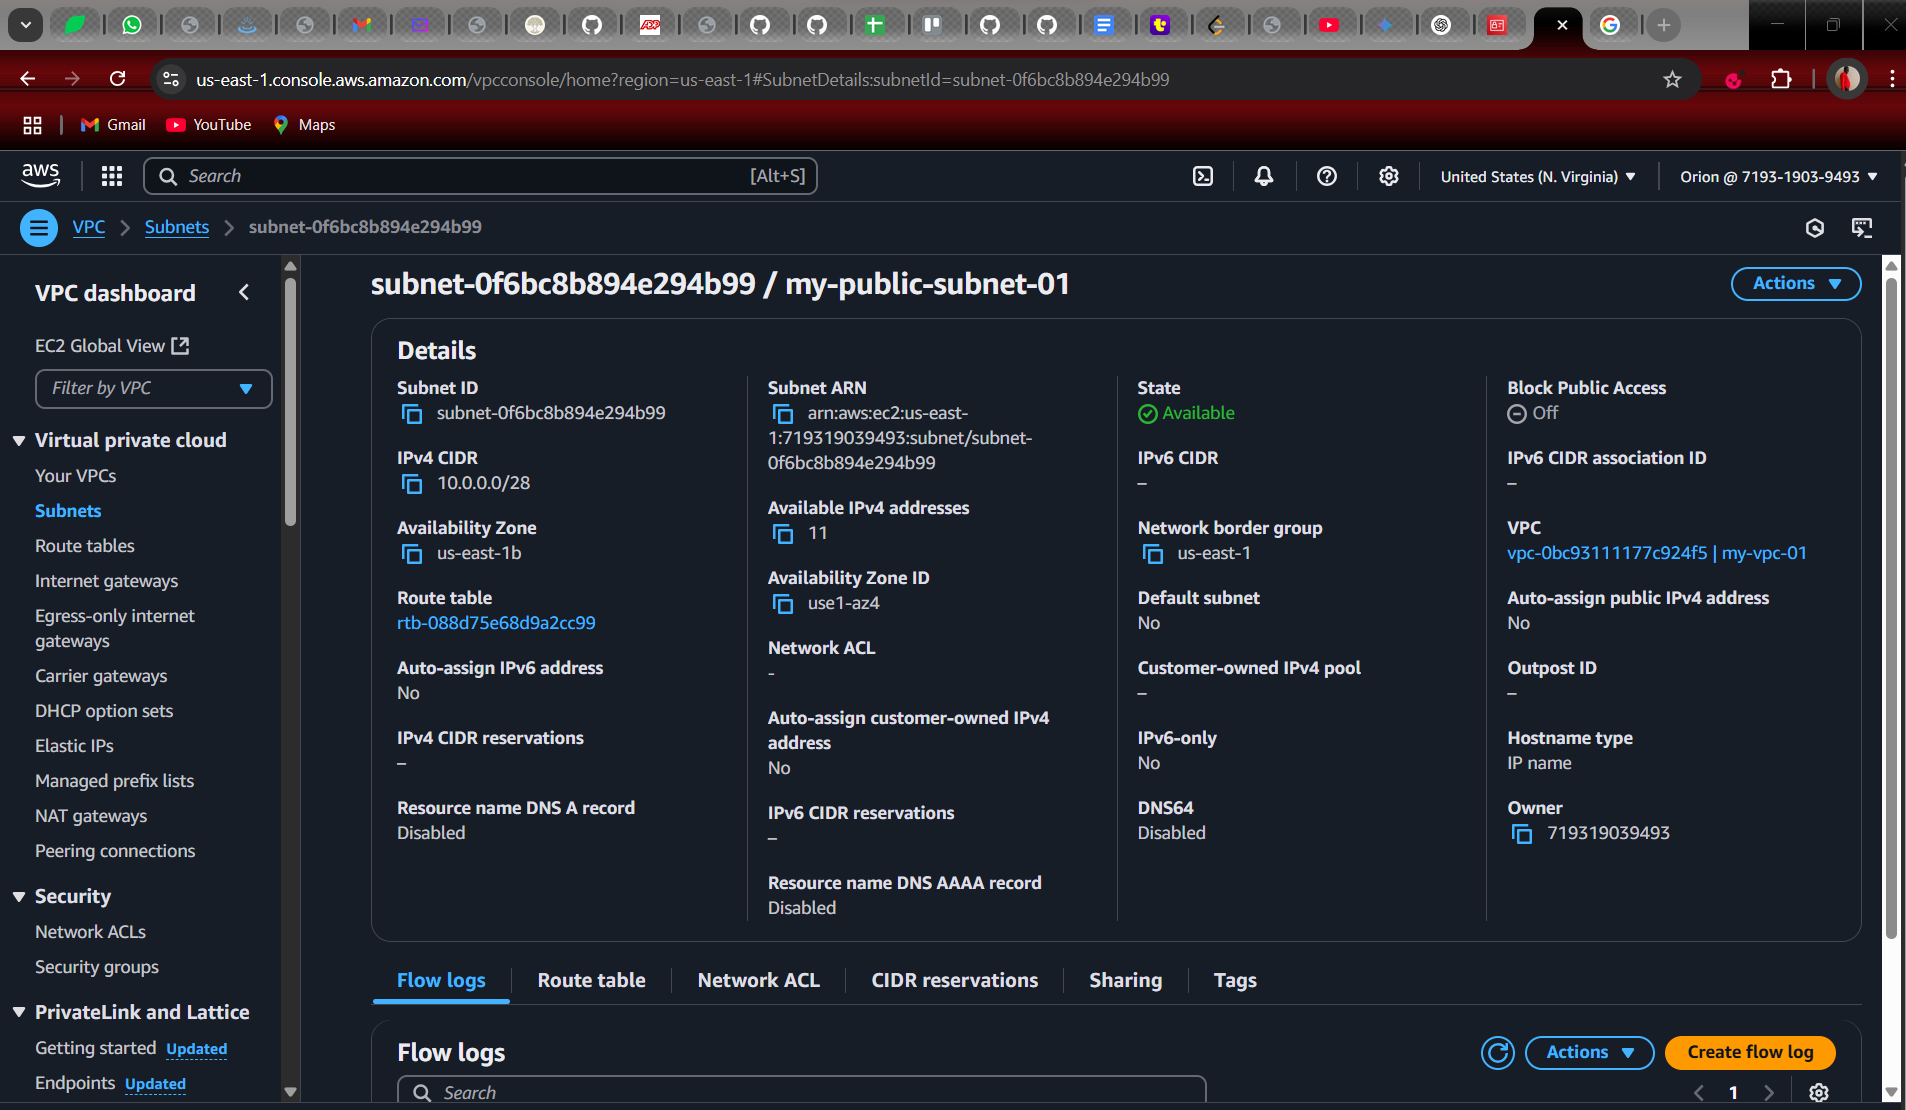 us-east-1.console.aws.amazon.com/vpcconsole/home?region=us-east-1#SubnetDetails:subnetId=subnet-0f6bc8b894e294b99
Gmail
YouTube
Maps
aws
Search
[Alt+S]
United States (N. Virginia)
Orion @ 7193-1903-9493
VPC
Subnets
subnet-0f6bc8b894e294b99
VPC dashboard
EC2 Global View
Filter by VPC
Virtual private cloud
Your VPCs
Subnets
Route tables
Internet gateways
Egress-only internet
gateways
Carrier gateways
DHCP option sets
Elastic IPs
Managed prefix lists
NAT gateways
Peering connections
Security
Network ACLs
Security groups
PrivateLink and Lattice
Getting started Updated
Endpoints Updated
subnet-0f6bc8b894e294b99 / my-public-subnet-01
Actions
Details
Subnet ID
subnet-0f6bc8b894e294b99
IPv4 CIDR
10.0.0.0/28
Availability Zone
us-east-1b
Route table
rtb-088d75e68d9a2cc99
Auto-assign IPv6 address
No
IPv4 CIDR reservations
–
Resource name DNS A record
Disabled
Subnet ARN
arn:aws:ec2:us-east-
1:719319039493:subnet/subnet-
0f6bc8b894e294b99
Available IPv4 addresses
11
Availability Zone ID
use1-az4
Network ACL
-
Auto-assign customer-owned IPv4
address
No
IPv6 CIDR reservations
–
Resource name DNS AAAA record
Disabled
State
Available
IPv6 CIDR
–
Network border group
us-east-1
Default subnet
No
Customer-owned IPv4 pool
–
IPv6-only
No
DNS64
Disabled
Block Public Access
Off
IPv6 CIDR association ID
–
VPC
vpc-0bc93111177c924f5 | my-vpc-01
Auto-assign public IPv4 address
No
Outpost ID
–
Hostname type
IP name
Owner
719319039493
Flow logs
Route table
Network ACL
CIDR reservations
Sharing
Tags
Flow logs
Actions
Create flow log
Search
1